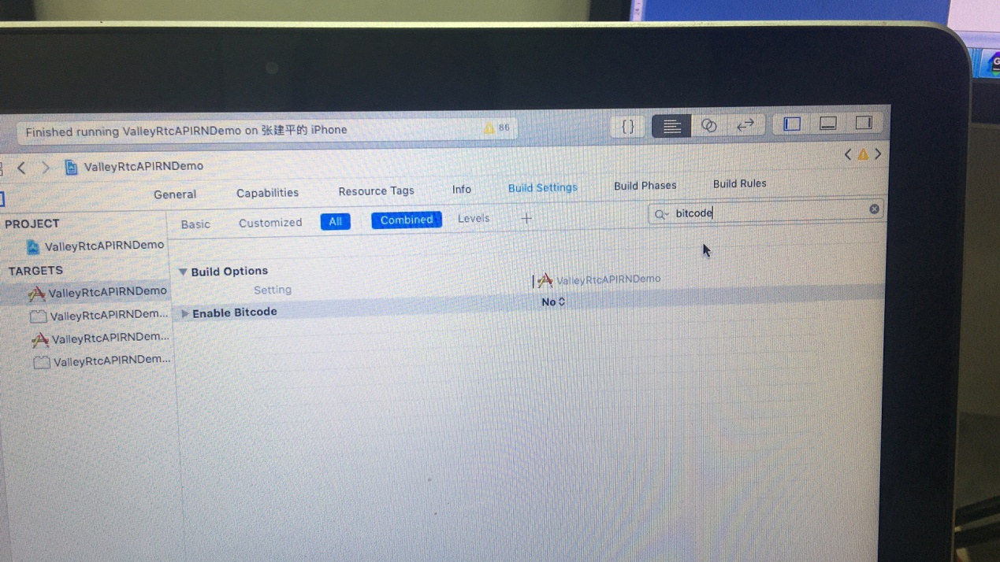 Finished running ValleyRtcAPIRNDemo on 张建平的 iPhone 86
{ }
ValleyRtcAPIRNDemo
General Capabilities Resource Tags Info Build Settings Build Phases Build Rules
PROJECT
ValleyRtcAPIRNDemo
TARGETS
ValleyRtcAPIRNDemo
ValleyRtcAPIRNDem...
ValleyRtcAPIRNDem...
ValleyRtcAPIRNDem...
Basic Customized All Combined Levels + bitcode
Build Options
Setting ValleyRtcAPIRNDemo
Enable Bitcode No